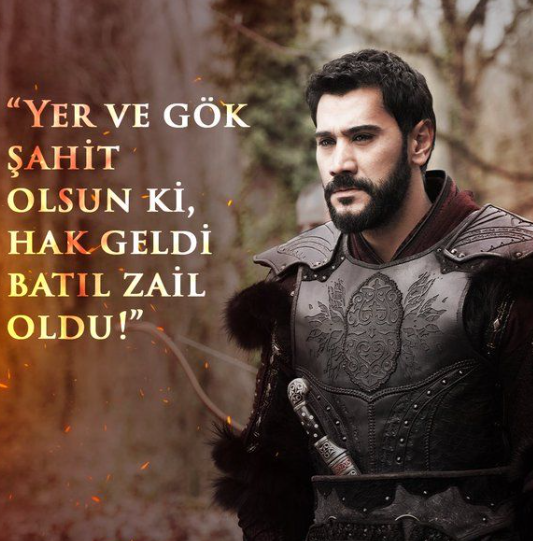 “YER VE GÖK
ŞAHİT
OLSUN Kİ,
HAK GELDİ
BATIL ZAİL
OLDU!”